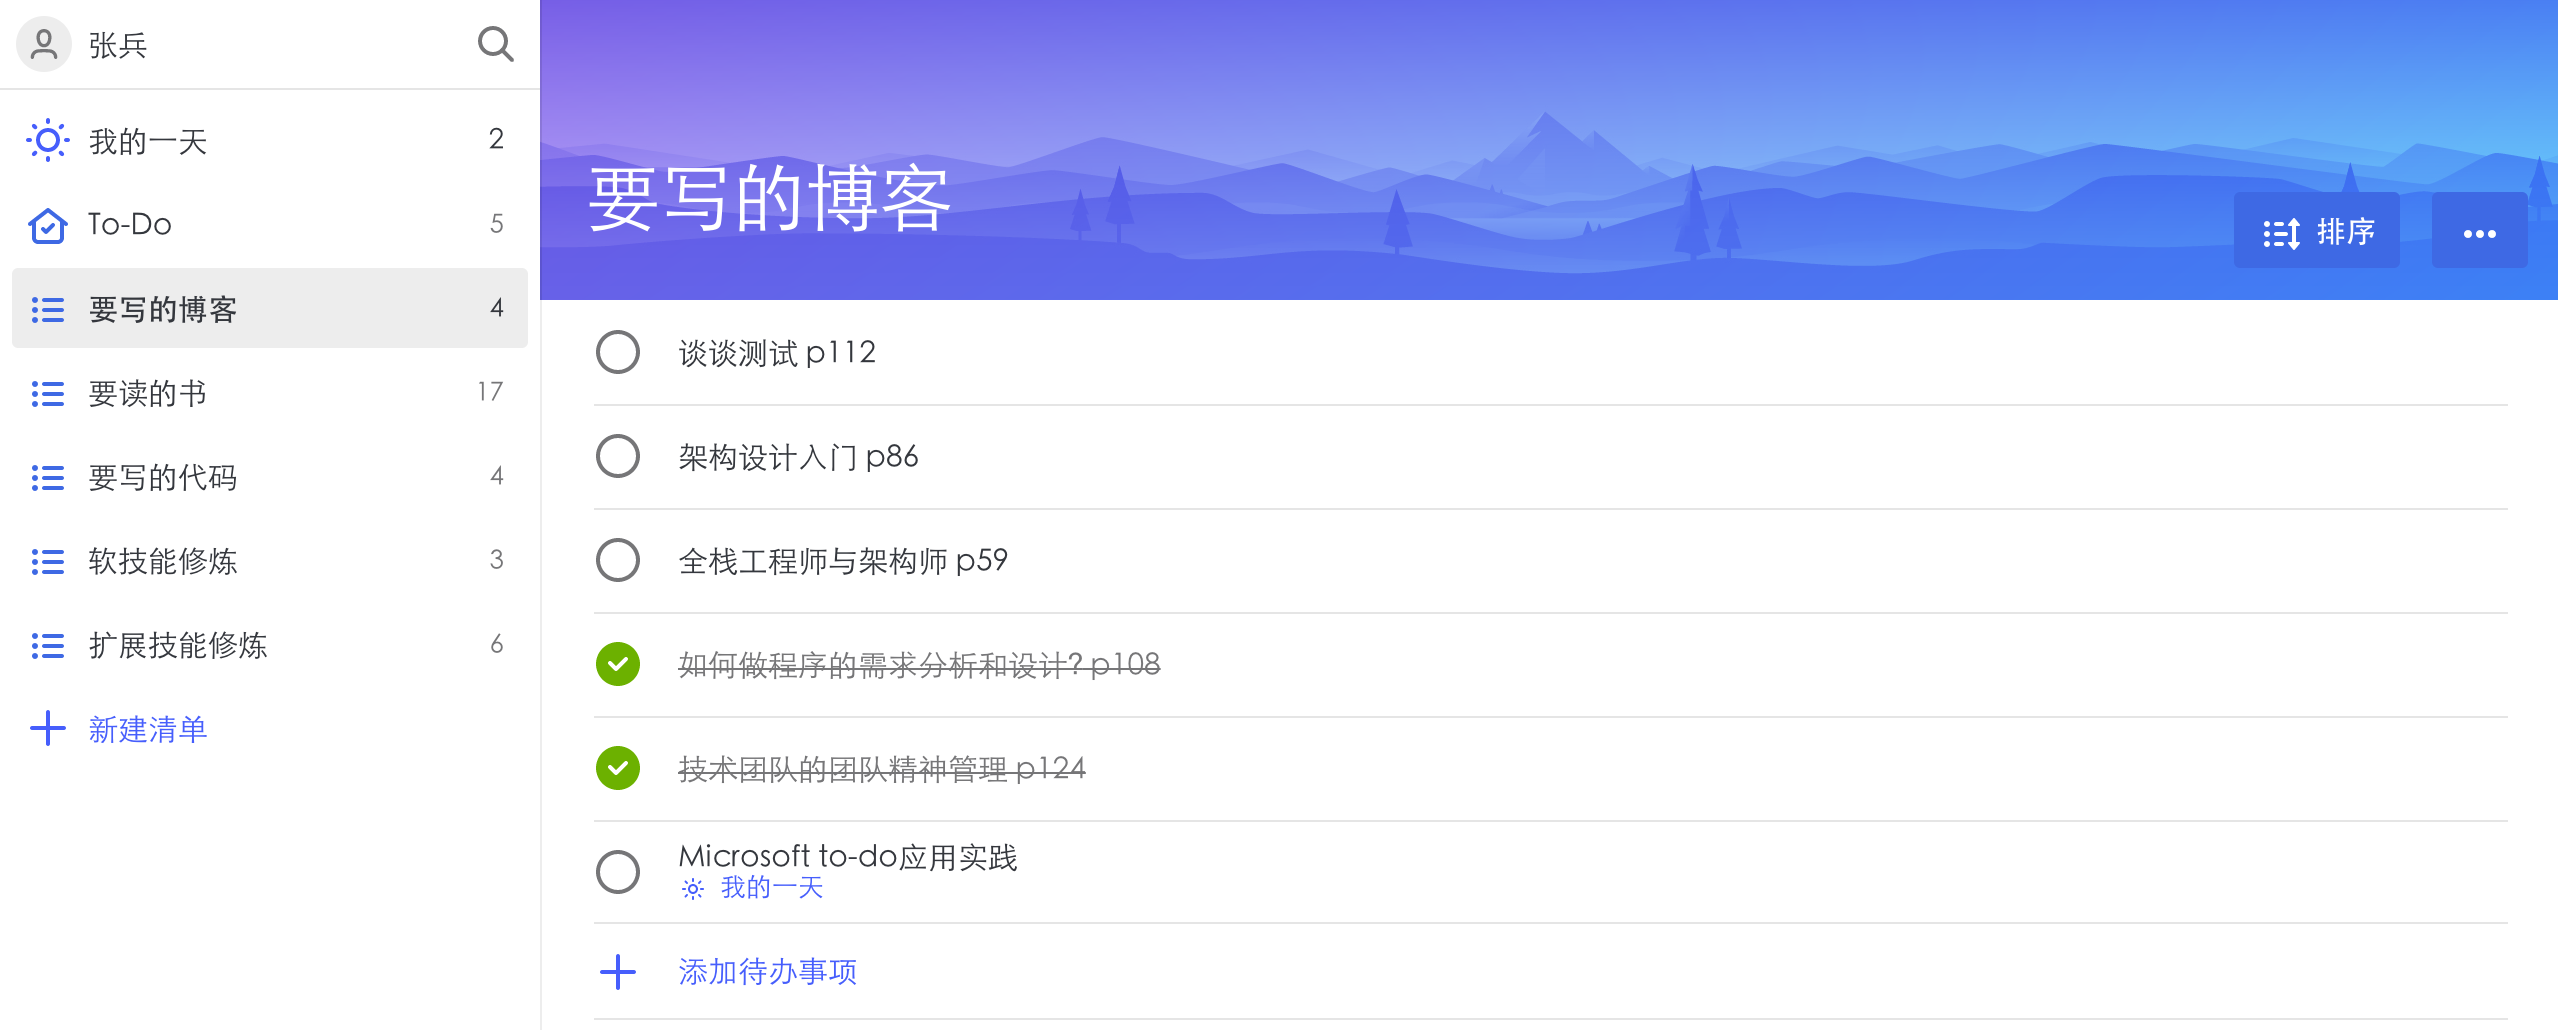 张兵
我的一天 2
To-Do 5
要写的博客 4
要读的书 17
要写的代码 4
软技能修炼 3
扩展技能修炼 6
新建清单
要写的博客
排序
谈谈测试 p112
架构设计入门 p86
全栈工程师与架构师 p59
如何做程序的需求分析和设计? p108
技术团队的团队精神管理 p124
Microsoft to-do应用实践
我的一天
添加待办事项